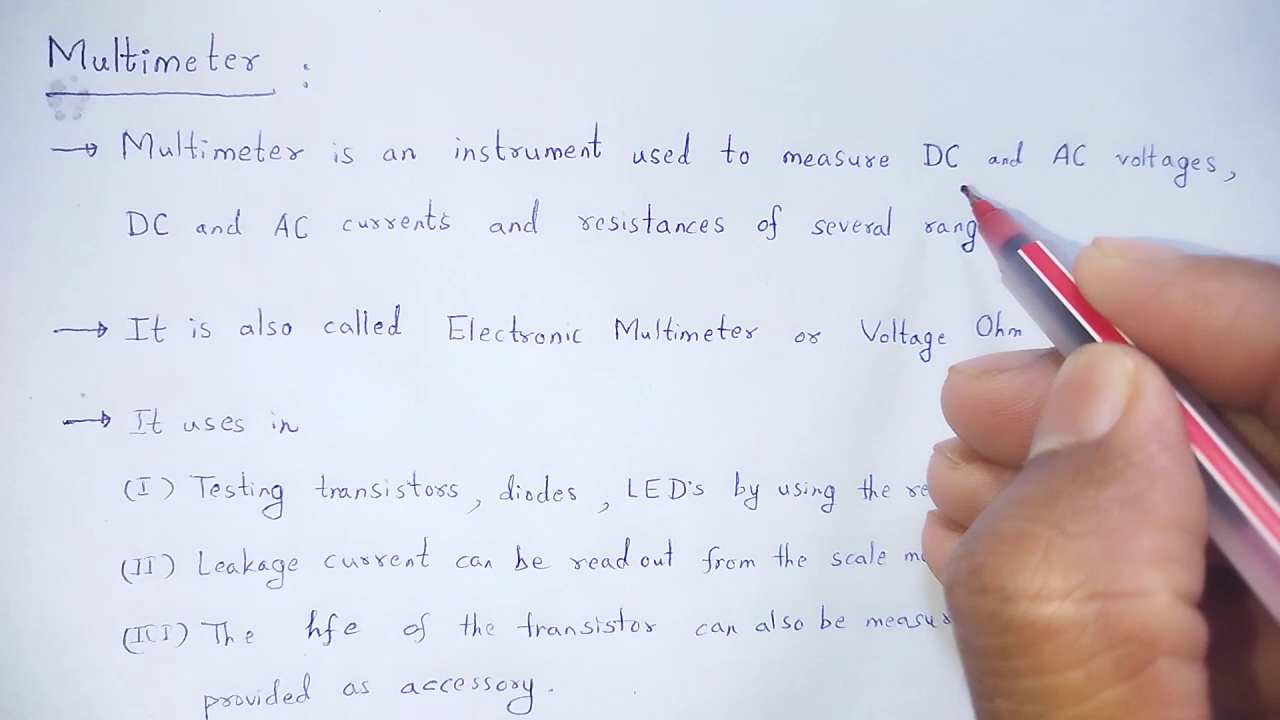 Multimeter :
→ Multimeter is an instrument used to measure DC and AC voltages,
DC and AC currents and resistances of several rang
→ It is also called Electronic Multimeter or Voltage Ohm
→ It uses in
(I) Testing transistors, diodes, LED's by using the
(II) Leakage current can be read out from the scale
(III) The hfe of the transistor can also be measu
provided as accessory.